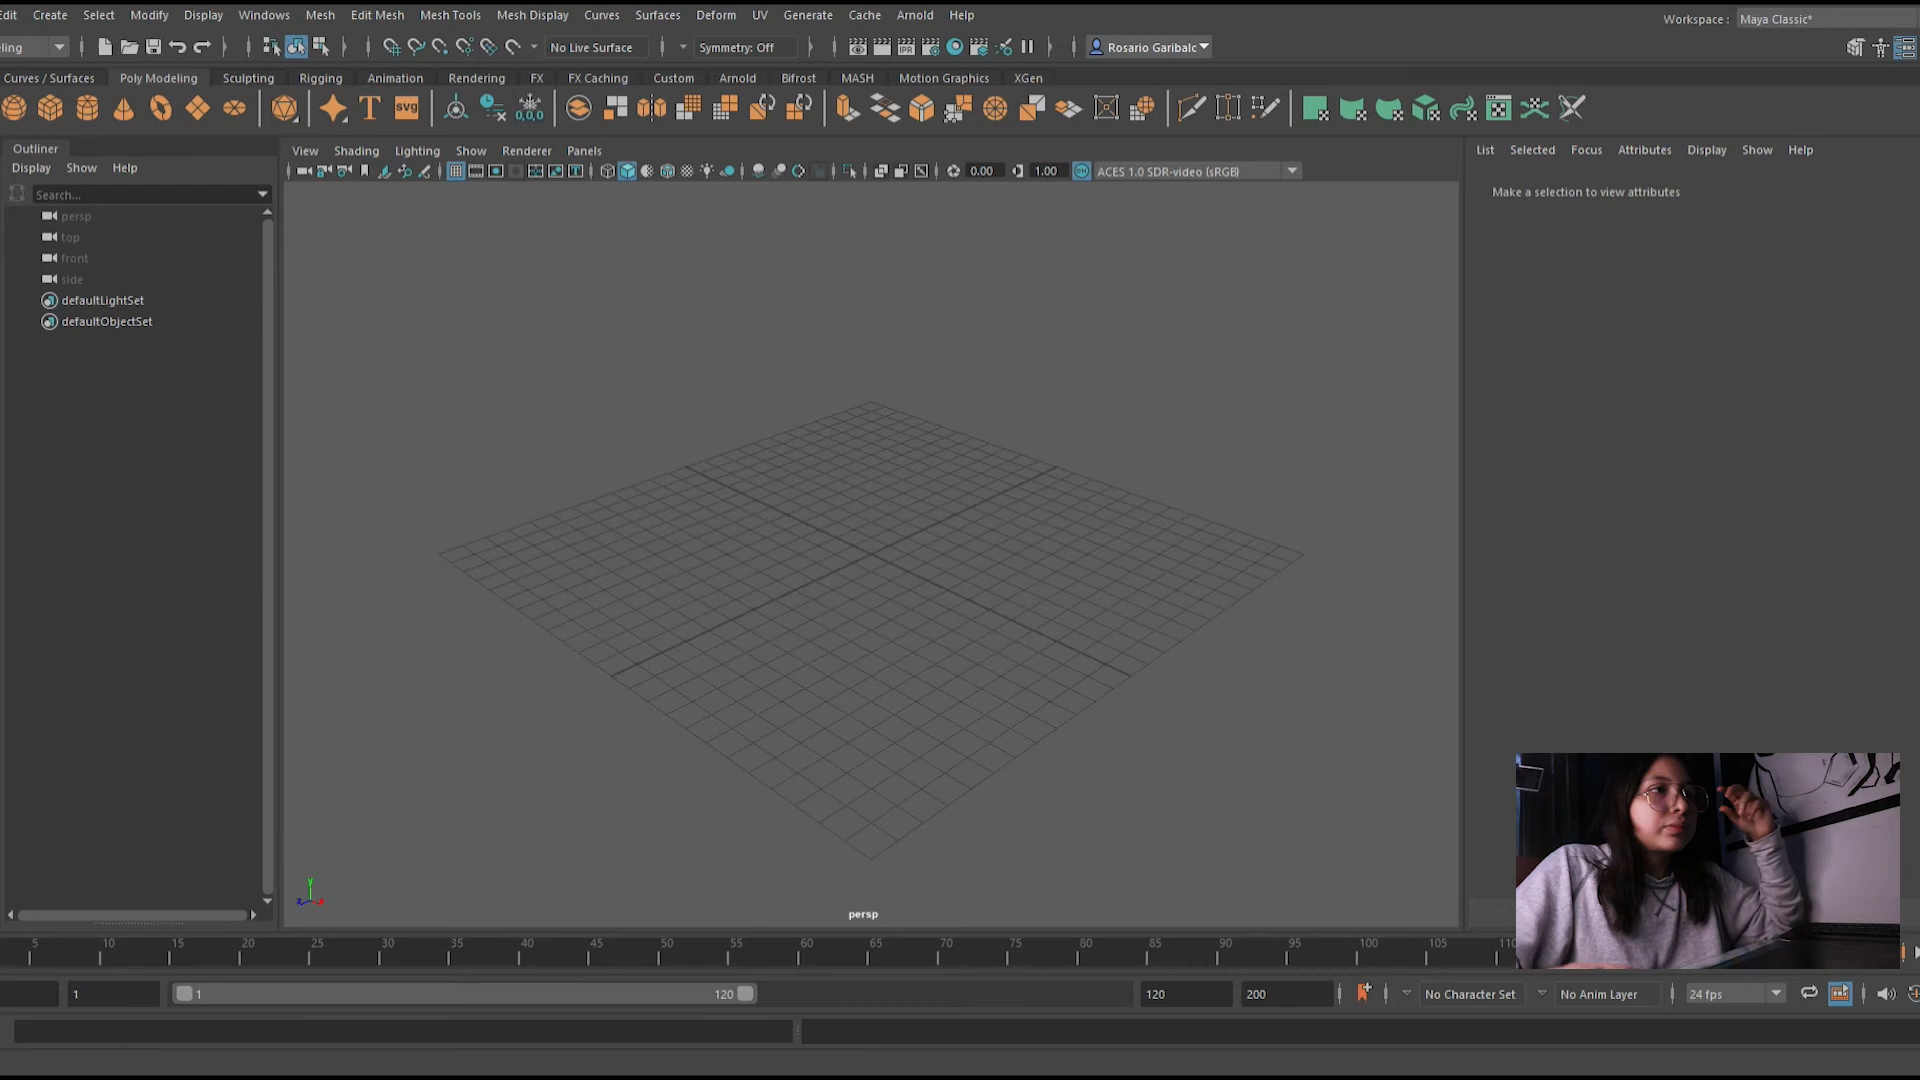 Edit Create Select Modify Display Windows Mesh Edit Mesh Mesh Tools Mesh Display Curves Surfaces Deform UV Generate Cache Arnold Help
Workspace : Maya Classic*
No Live Surface Symmetry: Off Rosario Garibalc
Curves / Surfaces Poly Modeling Sculpting Rigging Animation Rendering FX FX Caching Custom Arnold Bifrost MASH Motion Graphics XGen
T svg 0,0,0
Outliner
Display Show Help
Search...
persp
top
front
side
defaultLightSet
defaultObjectSet
View Shading Lighting Show Renderer Panels
0.00 1.00 ACES 1.0 SDR-video (sRGB)
List Selected Focus Attributes Display Show Help
Make a selection to view attributes
y
z x
persp
5 10 15 20 25 30 35 40 45 50 55 60 65 70 75 80 85 90 95 100 105
1 1 120 120 200 No Character Set No Anim Layer 24 fps